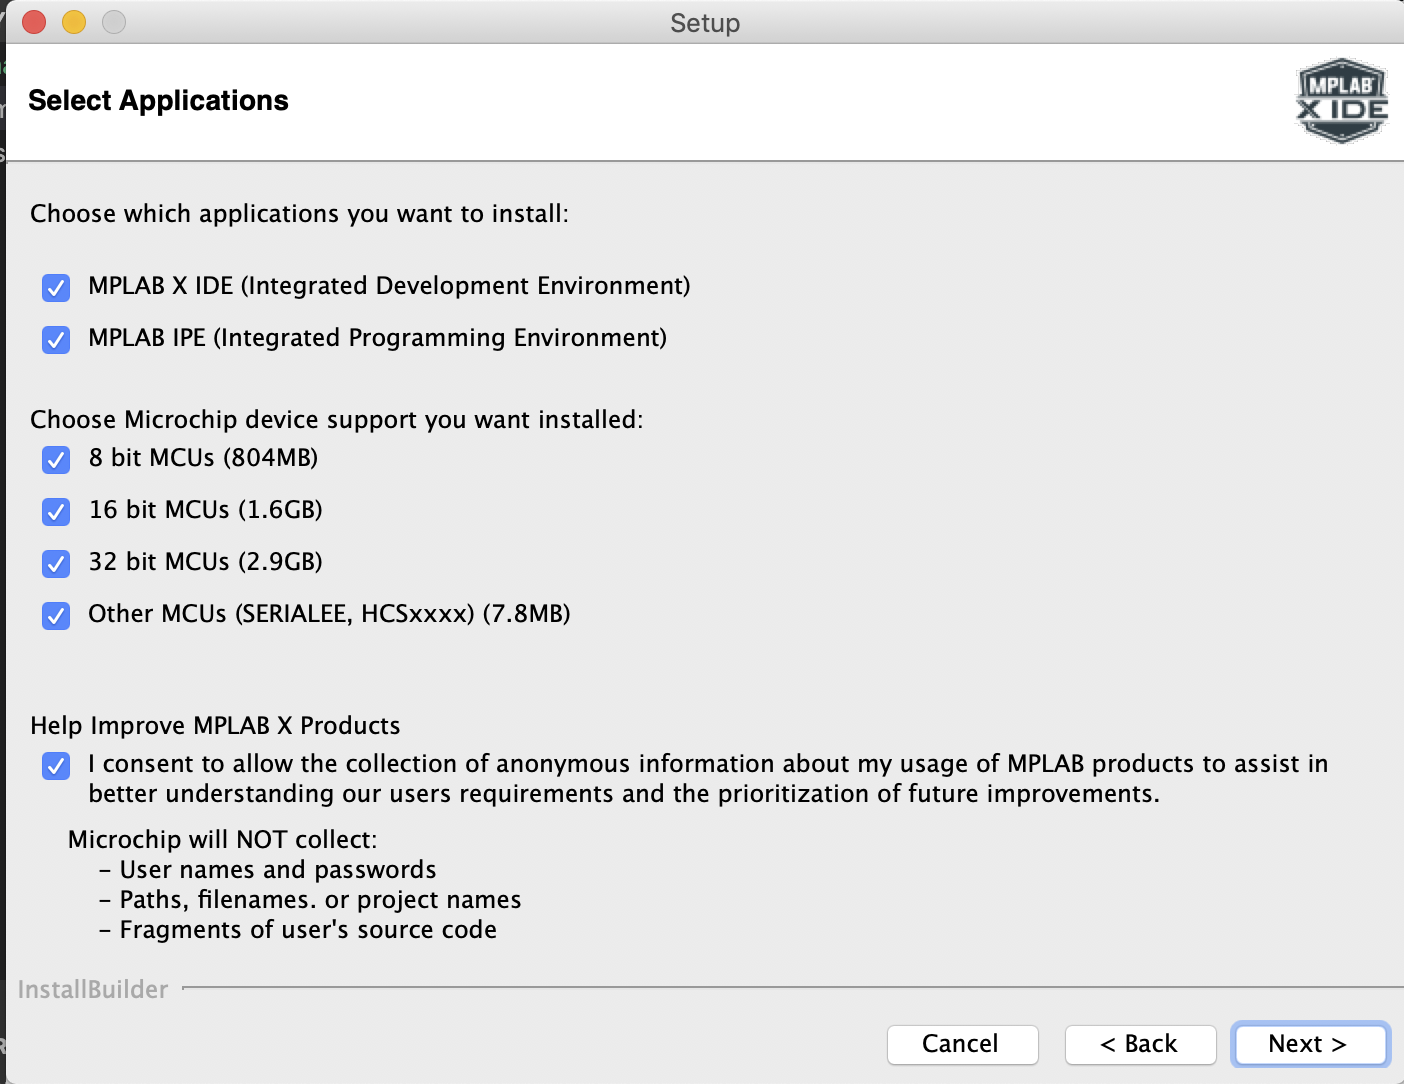 Setup
Select Applications
MPLAB
X IDE
Choose which applications you want to install:
MPLAB X IDE (Integrated Development Environment)
MPLAB IPE (Integrated Programming Environment)
Choose Microchip device support you want installed:
8 bit MCUs (804MB)
16 bit MCUs (1.6GB)
32 bit MCUs (2.9GB)
Other MCUs (SERIALEE, HCSxxxx) (7.8MB)
Help Improve MPLAB X Products
I consent to allow the collection of anonymous information about my usage of MPLAB products to assist in
better understanding our users requirements and the prioritization of future improvements.
Microchip will NOT collect:
– User names and passwords
– Paths, filenames. or project names
– Fragments of user's source code
InstallBuilder
Cancel
< Back
Next >